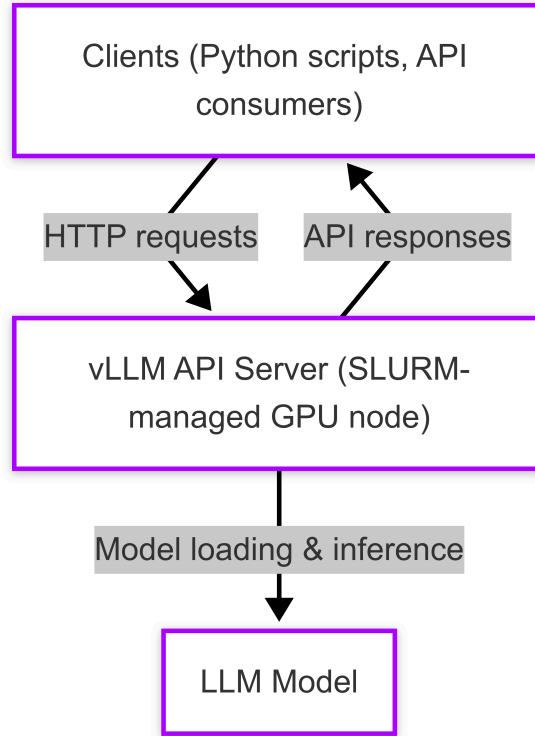 Clients (Python scripts, API
consumers)
HTTP requests
API responses
vLLM API Server (SLURM-
managed GPU node)
Model loading & inference
LLM Model